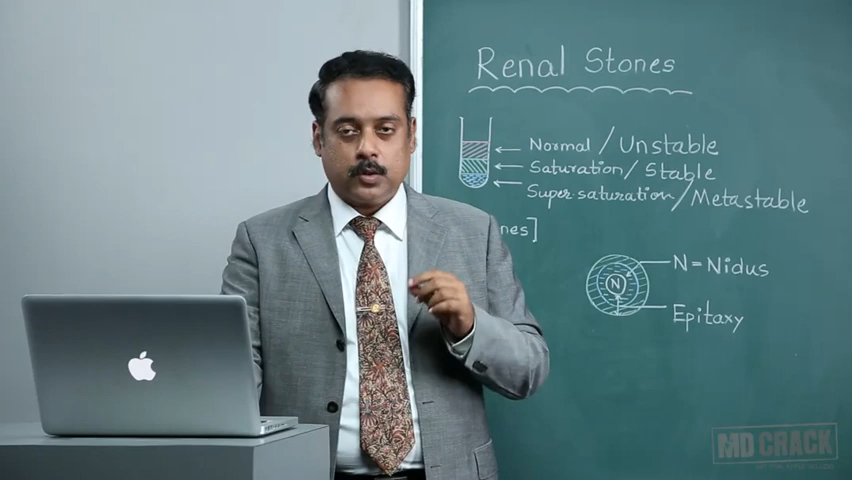 Renal Stones
Normal/Unstable
Saturation/Stable
Super saturation/Metastable
nes]
N N=Nidus
Epitaxy
MD CRACK